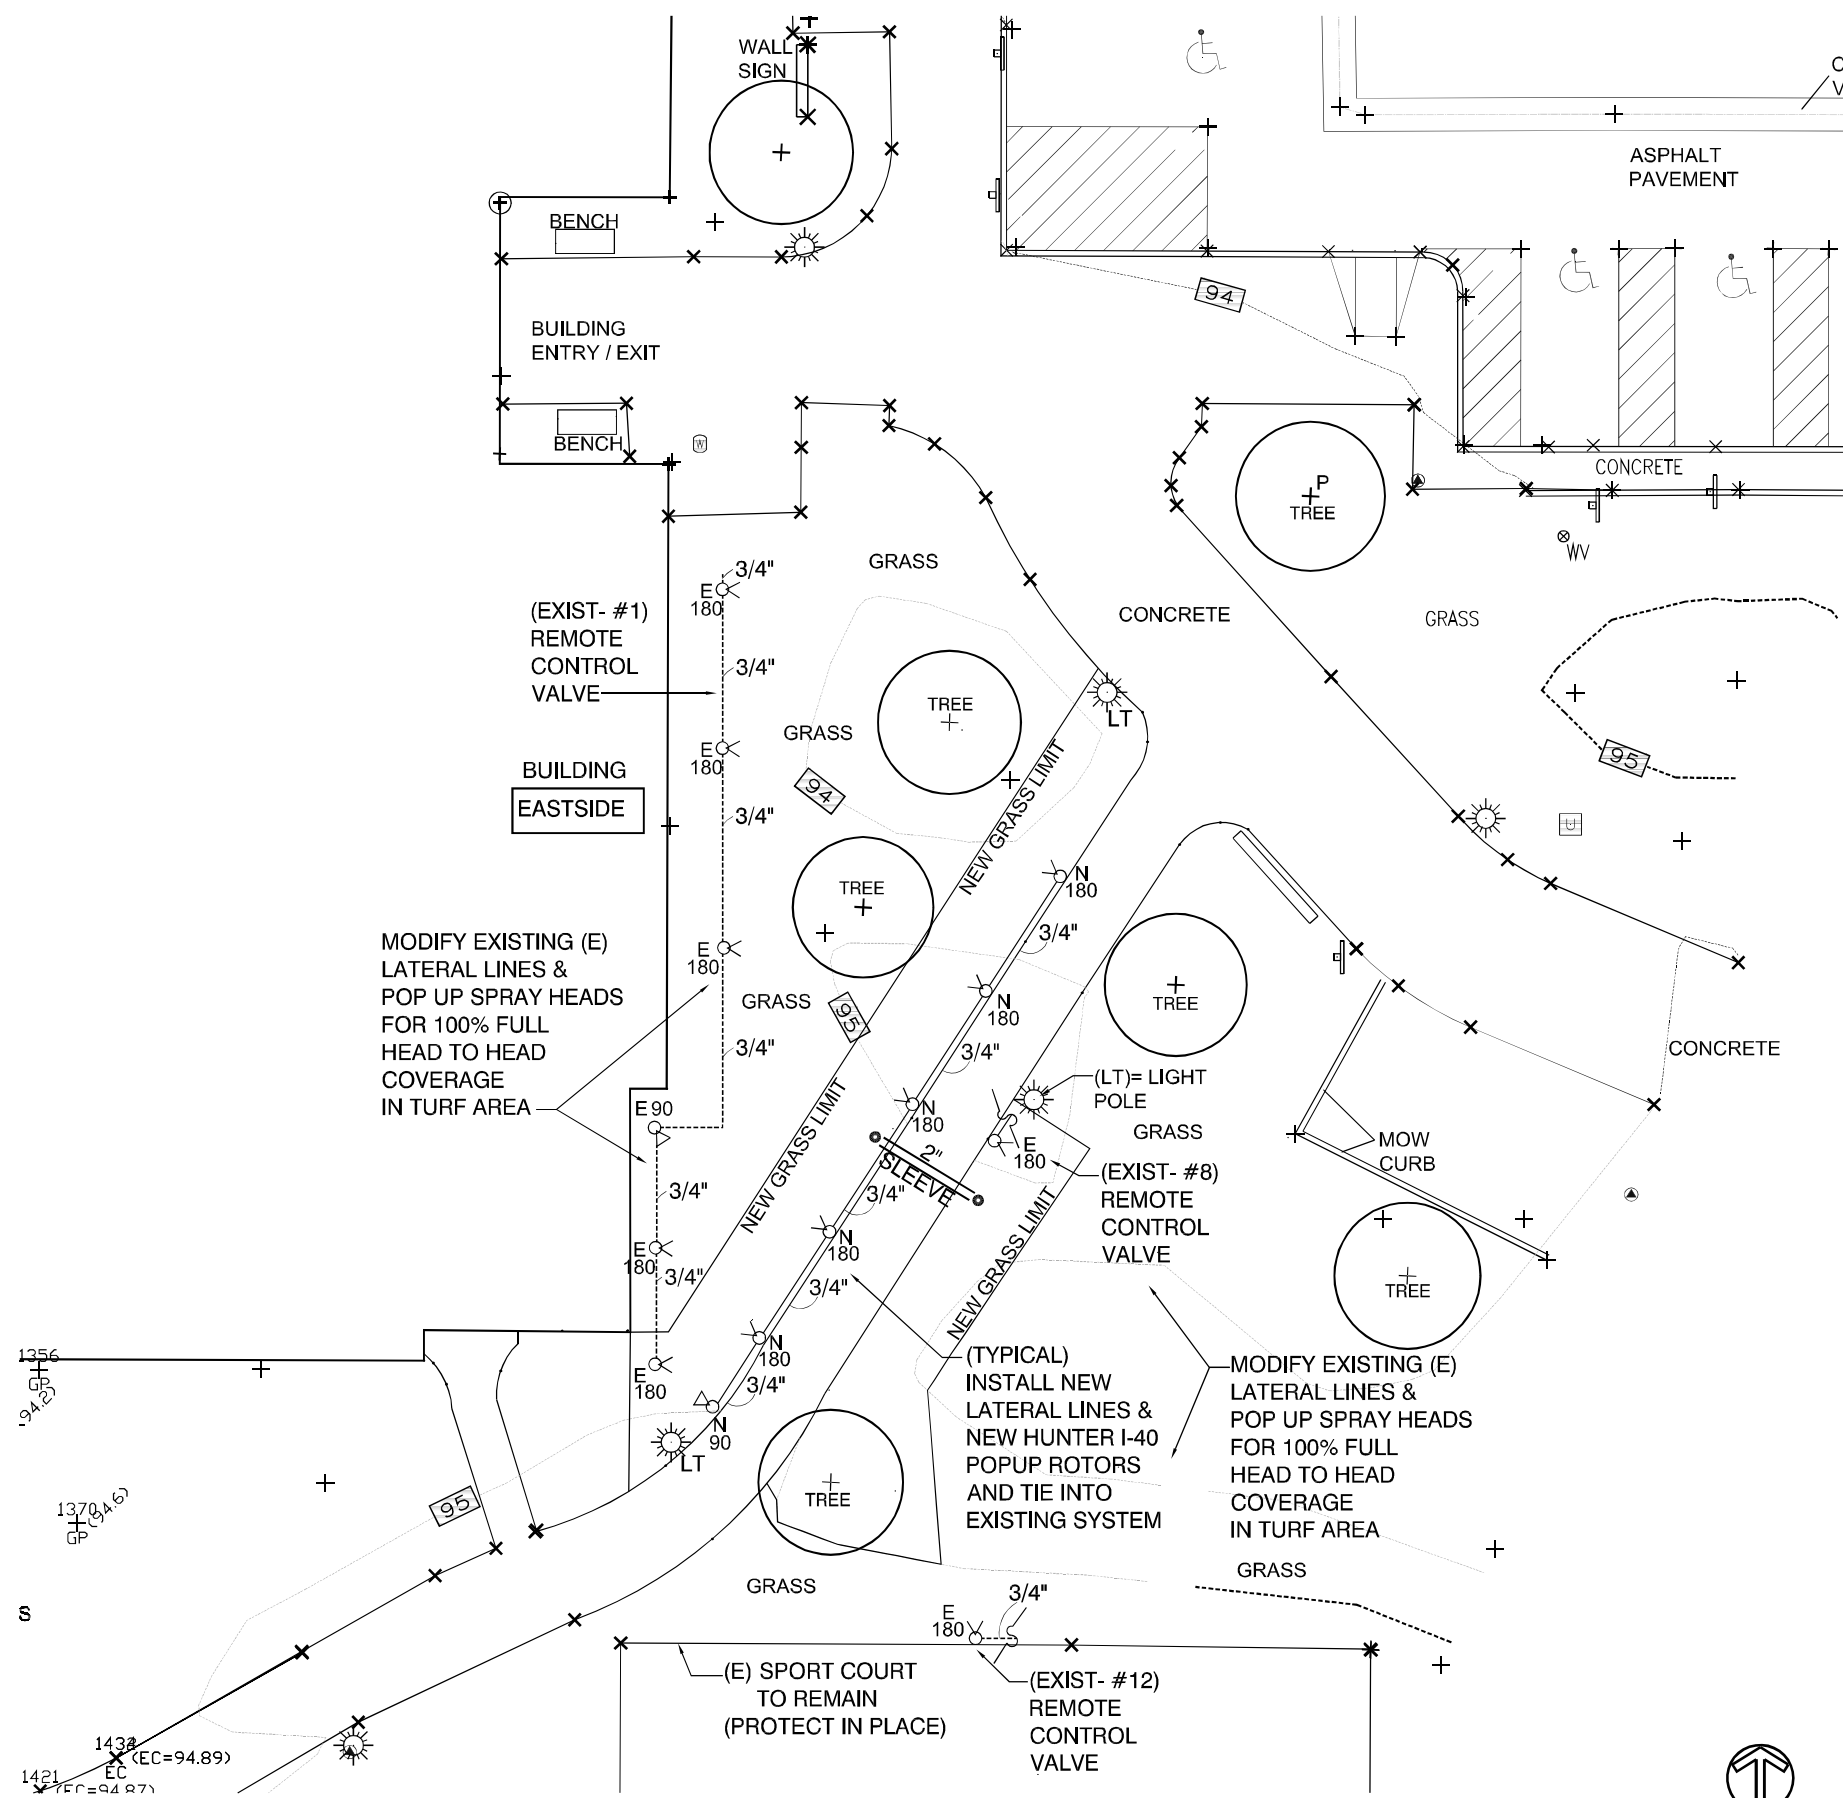 WALL
SIGN
C
V
ASPHALT
PAVEMENT
BENCH
94
BUILDING
ENTRY / EXIT
BENCH
W
P
TREE
CONCRETE
WV
GRASS
3/4"
E
180
(EXIST- #1)
REMOTE
CONTROL
VALVE
CONCRETE
GRASS
3/4"
TREE
LT
GRASS
E
180
NEW GRASS LIMIT
95
BUILDING
EASTSIDE
94
3/4"
U
TREE
N
180
MODIFY EXISTING (E)
LATERAL LINES &
POP UP SPRAY HEADS
FOR 100% FULL
HEAD TO HEAD
COVERAGE
IN TURF AREA
E
180
3/4"
TREE
GRASS
95
N
180
3/4"
3/4"
CONCRETE
(LT)= LIGHT
POLE
E 90
N
180
GRASS
E
180
MOW
CURB
2"
SLEEVE
NEW GRASS LIMIT
3/4"
3/4"
(EXIST- #8)
REMOTE
CONTROL
VALVE
NEW GRASS LIMIT
E
180
3/4"
N
180
3/4"
TREE
N
180
E
180
3/4"
N
90
LT
(TYPICAL)
INSTALL NEW
LATERAL LINES &
NEW HUNTER I-40
POPUP ROTORS
AND TIE INTO
EXISTING SYSTEM
MODIFY EXISTING (E)
LATERAL LINES &
POP UP SPRAY HEADS
FOR 100% FULL
HEAD TO HEAD
COVERAGE
IN TURF AREA
1356
GP
94.2)
TREE
95
1370
GP
(94.6)
GRASS
GRASS
S
3/4"
E
180
(E) SPORT COURT
TO REMAIN
(PROTECT IN PLACE)
(EXIST- #12)
REMOTE
CONTROL
VALVE
(EC=94.89)
EC
1421
(EC=94.87)